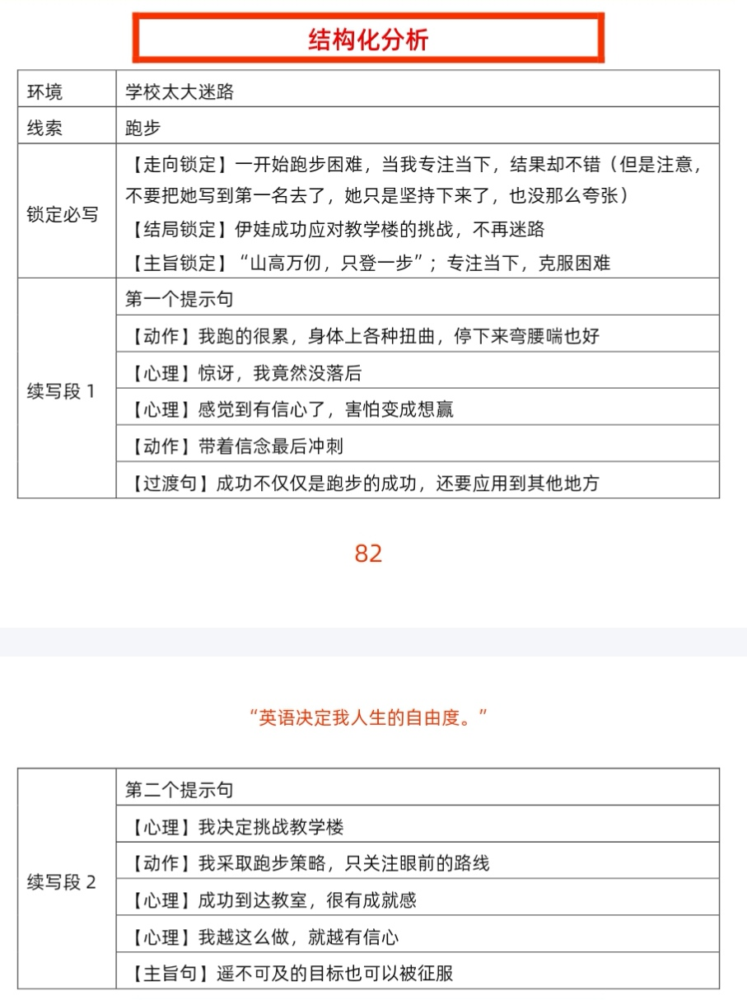 结构化分析
环境
学校太大迷路
线索
跑步
锁定必写
【走向锁定】一开始跑步困难，当我专注当下，结果却不错（但是注意，
不要把她写到第一名去了，她只是坚持下来了，也没那么夸张）
【结局锁定】伊娃成功应对教学楼的挑战，不再迷路
【主旨锁定】“山高万仞，只登一步”；专注当下，克服困难
续写段 1
第一个提示句
【动作】我跑的很累，身体上各种扭曲，停下来弯腰喘也好
【心理】惊讶，我竟然没落后
【心理】感觉到有信心了，害怕变成想赢
【动作】带着信念最后冲刺
【过渡句】成功不仅仅是跑步的成功，还要应用到其他地方
82
“英语决定我人生的自由度。”
续写段 2
第二个提示句
【心理】我决定挑战教学楼
【动作】我采取跑步策略，只关注眼前的路线
【心理】成功到达教室，很有成就感
【心理】我越这么做，就越有信心
【主旨句】遥不可及的目标也可以被征服